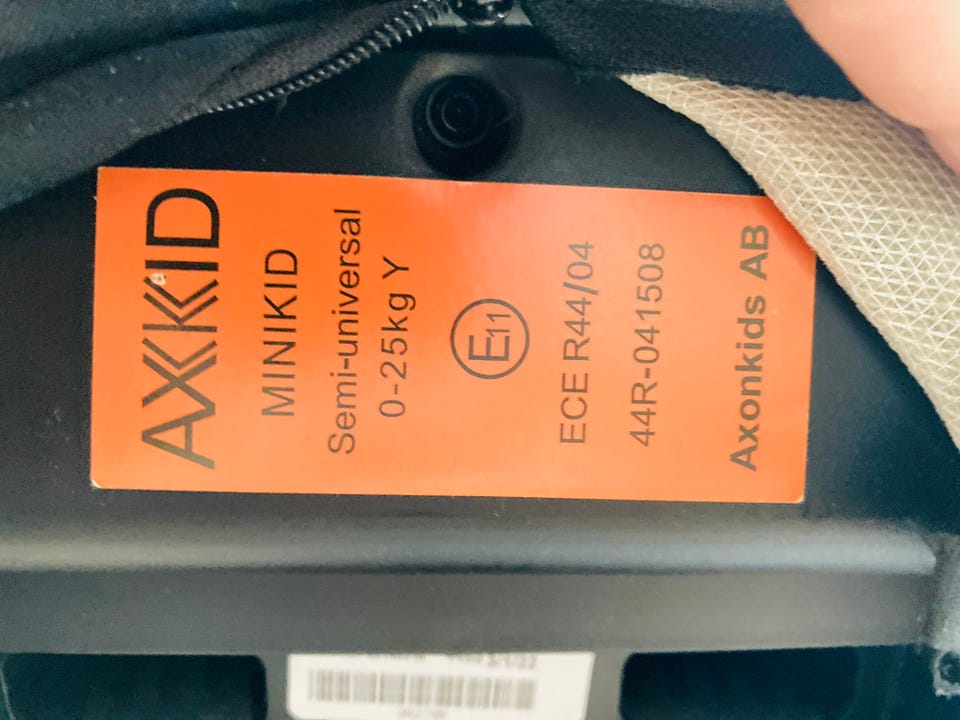 AXKID
MINIKID
Semi-universal
0-25kg Y
E11
ECE R44/04
44R-041508
Axonkids AB